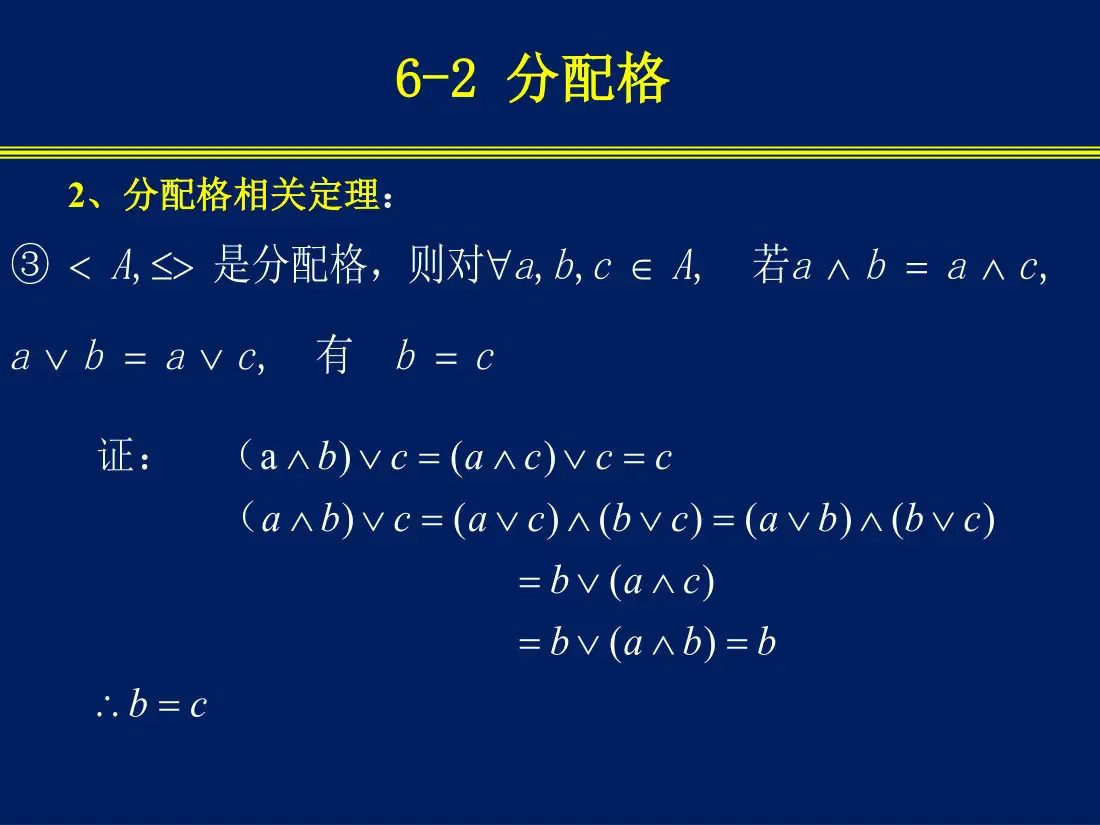 6-2 分配格
2、分配格相关定理：
③ < A,≤> 是分配格，则对∀a,b,c ∈ A, 若a ∧ b = a ∧ c,
a ∨ b = a ∨ c, 有 b = c
证： （a ∧ b) ∨ c = (a ∧ c) ∨ c = c
（a ∧ b) ∨ c = (a ∨ c) ∧ (b ∨ c) = (a ∨ b) ∧ (b ∨ c)
= b ∨ (a ∧ c)
= b ∨ (a ∧ b) = b
∴ b = c